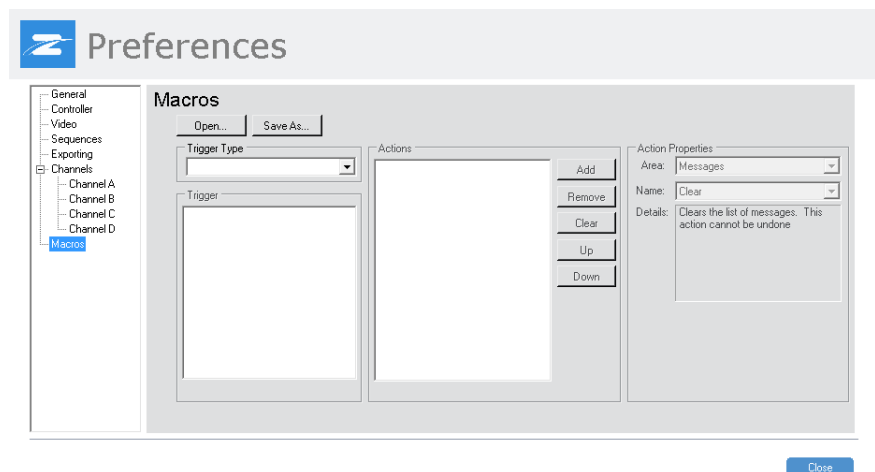 Preferences
General
Controller
Video
Sequences
Exporting
Channels
Channel A
Channel B
Channel C
Channel D
Macros
Macros
Open...
Save As...
Trigger Type
Trigger
Actions
Add
Remove
Clear
Up
Down
Action Properties
Area: Messages
Name: Clear
Details: Clears the list of messages. This
action cannot be undone
Close